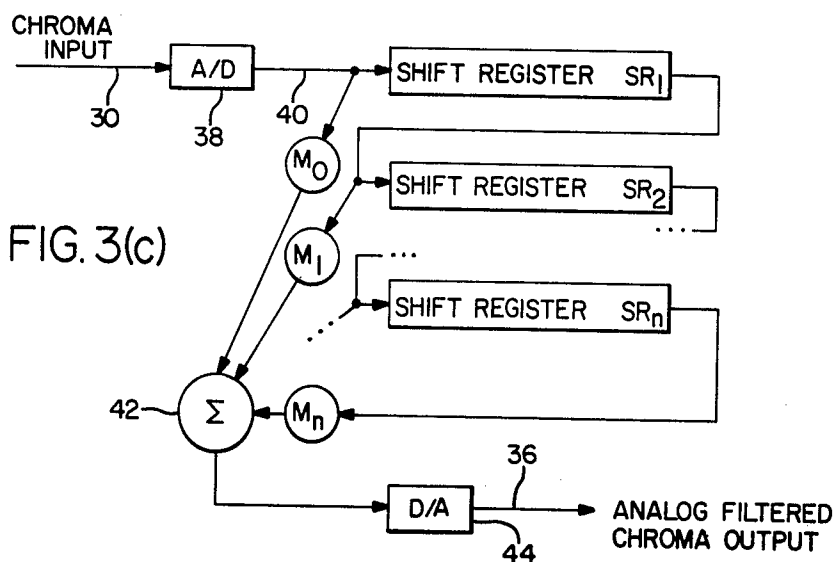 CHROMA
INPUT
30
A/D
38
40
SHIFT REGISTER SR1
M0
SHIFT REGISTER SR2
....
FIG. 3(c)
M1
...
SHIFT REGISTER SRn
....
42
Σ
Mn
36
D/A
44
ANALOG FILTERED
CHROMA OUTPUT